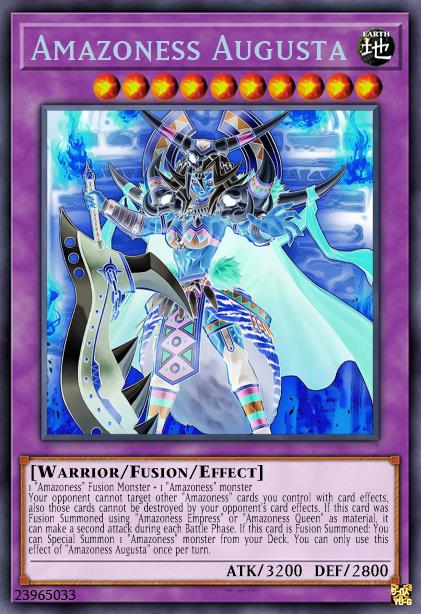 AMAZONESS AUGUSTA
EARTH
地
[WARRIOR/FUSION/EFFECT]
1 "Amazoness" Fusion Monster + 1 "Amazoness" monster
Your opponent cannot target other "Amazoness" cards you control with card effects,
also those cards cannot be destroyed by your opponent's card effects. If this card was
Fusion Summoned using "Amazoness Empress" or "Amazoness Queen" as material, it
can make a second attack during each Battle Phase. If this card is Fusion Summoned: You
can Special Summon 1 "Amazoness" monster from your Deck. You can only use this
effect of "Amazoness Augusta" once per turn.
ATK/3200 DEF/2800
23965033